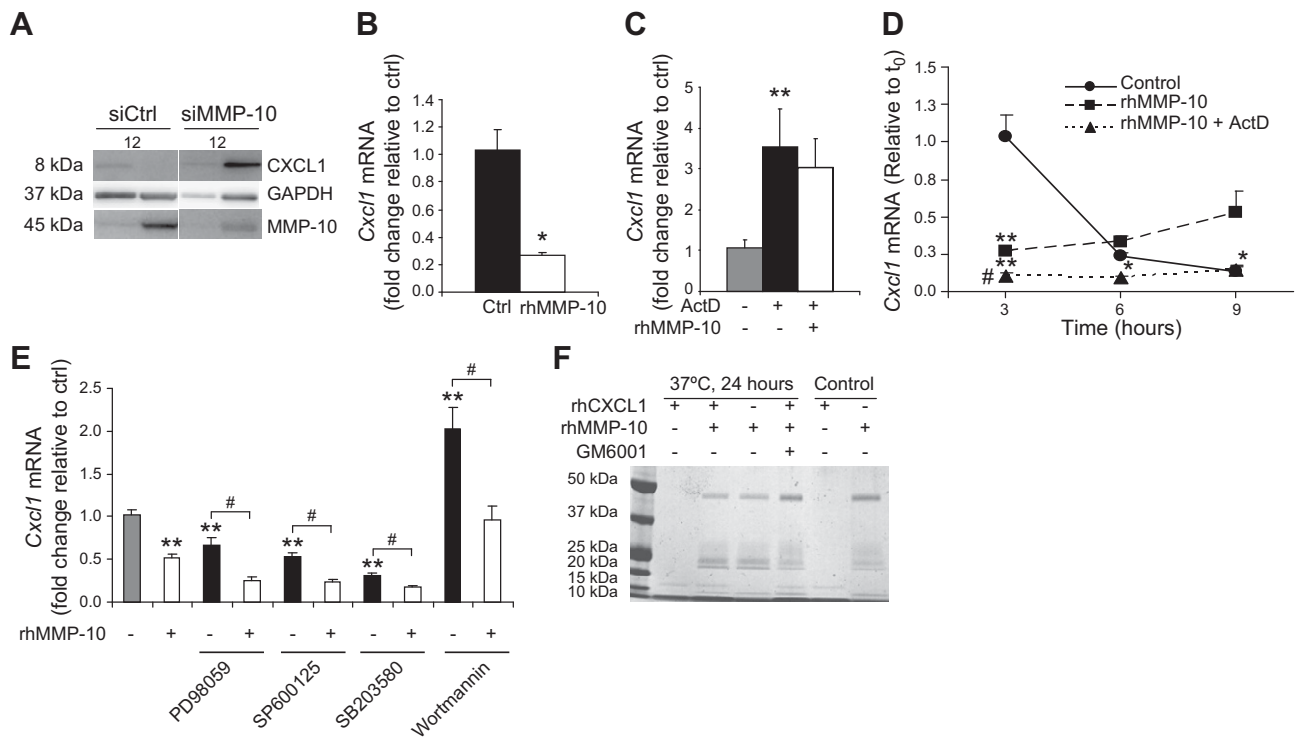 A
siCtrl siMMP-10
12 12
8 kDa CXCL1
37 kDa GAPDH
45 kDa MMP-10
B
Cxcl1 mRNA
(fold change relative to ctrl)
1.4
1.2
1.0
0.8
0.6
0.4
0.2
0.0
*
Ctrl rhMMP-10
C
Cxcl1 mRNA
(fold change relative to ctrl)
5
4
3
2
1
0
**
ActD - + +
rhMMP-10 +
D
Cxcl1 mRNA (Relative to t0)
1.5
1.3
1.0
0.8
0.5
0.3
0.0
Control
rhMMP-10
rhMMP-10 + ActD
**
**
#
*
*
3 6 9
Time (hours)
E
Cxcl1 mRNA
(fold change relative to ctrl)
2.5
2.0
1.5
1.0
0.5
0.0
** ** ** ** **
# # # #
rhMMP-10 - + - + - + - + - +
PD98059
SP600125
SB203580
Wortmannin
F
37ºC, 24 hours Control
rhCXCL1 + + - + + -
rhMMP-10 - + + + - +
GM6001 - - - + - -
50 kDa
37 kDa
25 kDa
20 kDa
15 kDa
10 kDa